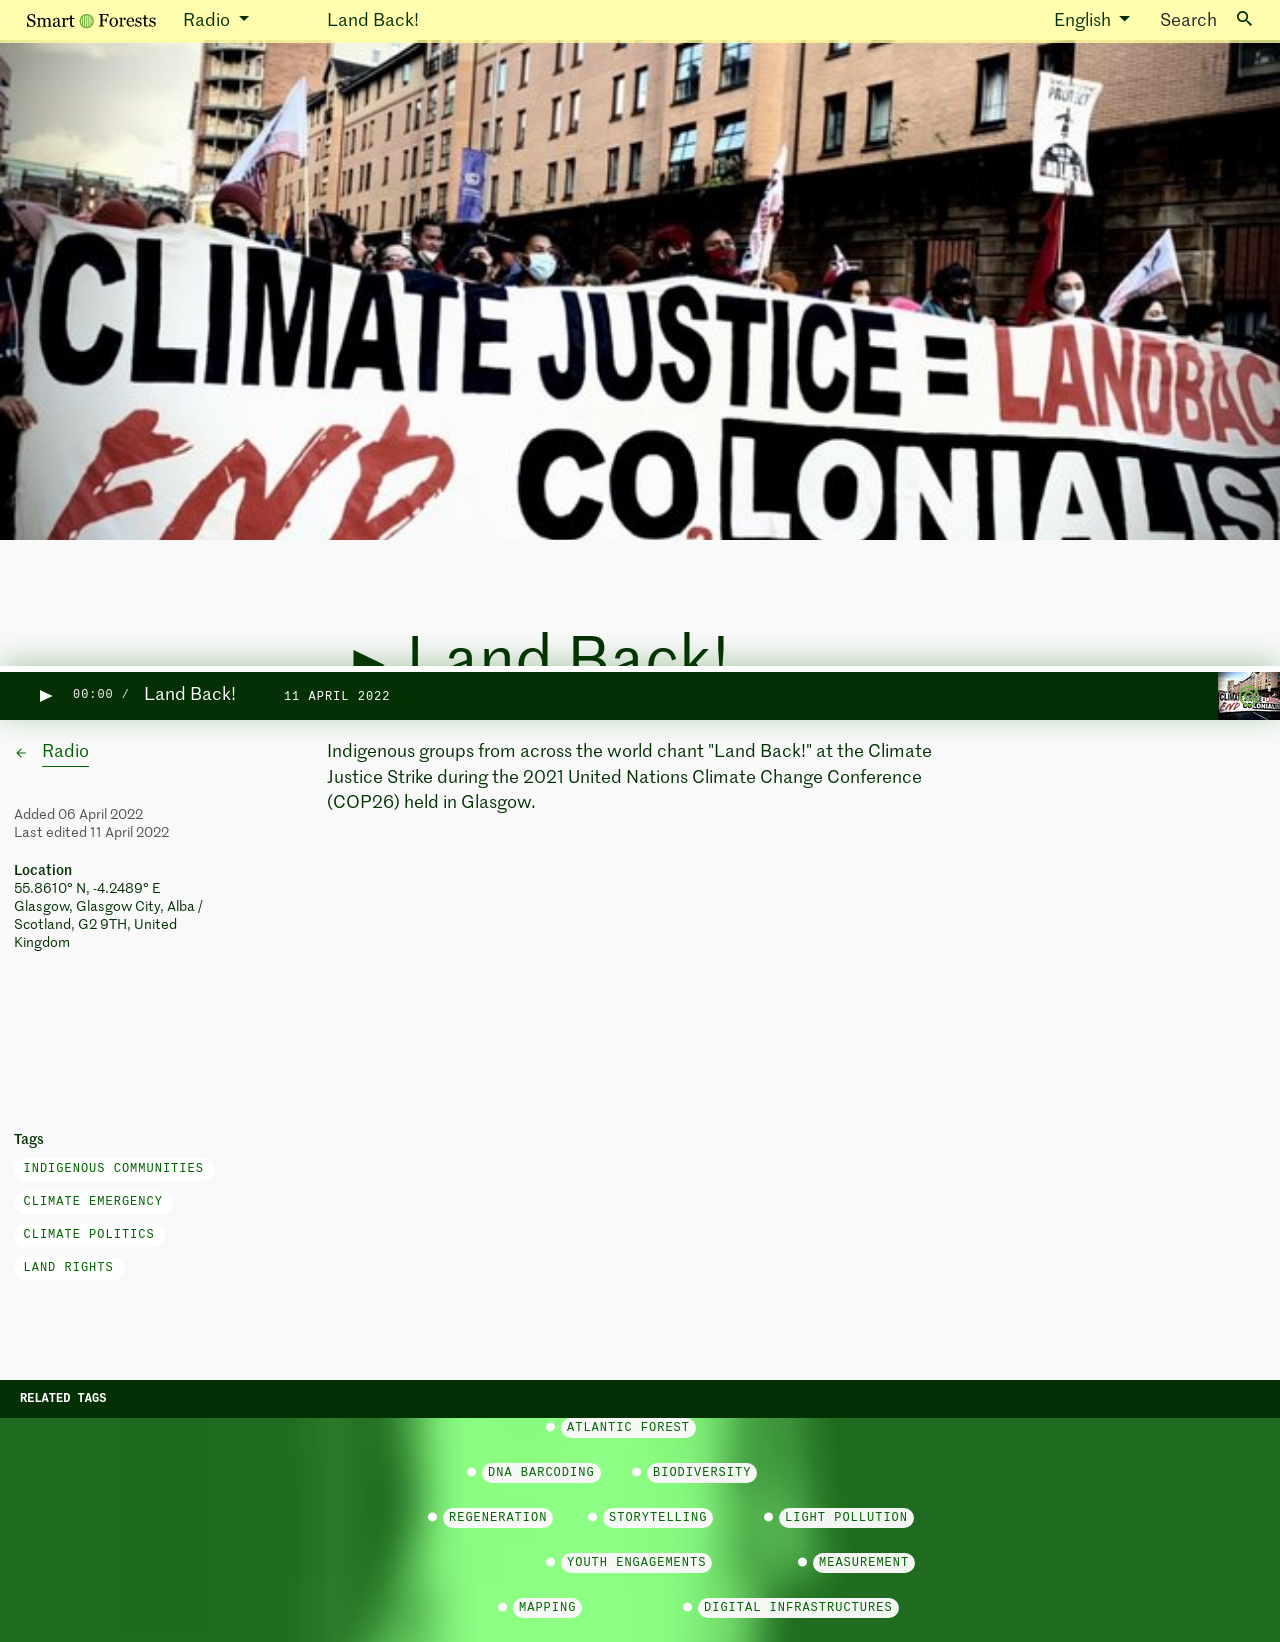 Smart Forests Radio Land Back! English Search
PROTECT
CLIMATE JUSTICE = LANDBAC
END COLONIALIS
▶ Land Back!
▶ 00:00 / Land Back! 11 APRIL 2022
← Radio
Indigenous groups from across the world chant "Land Back!" at the Climate
Justice Strike during the 2021 United Nations Climate Change Conference
(COP26) held in Glasgow.
Added 06 April 2022
Last edited 11 April 2022
Location
55.8610° N, -4.2489° E
Glasgow, Glasgow City, Alba /
Scotland, G2 9TH, United
Kingdom
Tags
INDIGENOUS COMMUNITIES
CLIMATE EMERGENCY
CLIMATE POLITICS
LAND RIGHTS
RELATED TAGS
ATLANTIC FOREST
DNA BARCODING BIODIVERSITY
REGENERATION STORYTELLING LIGHT POLLUTION
YOUTH ENGAGEMENTS MEASUREMENT
MAPPING DIGITAL INFRASTRUCTURES